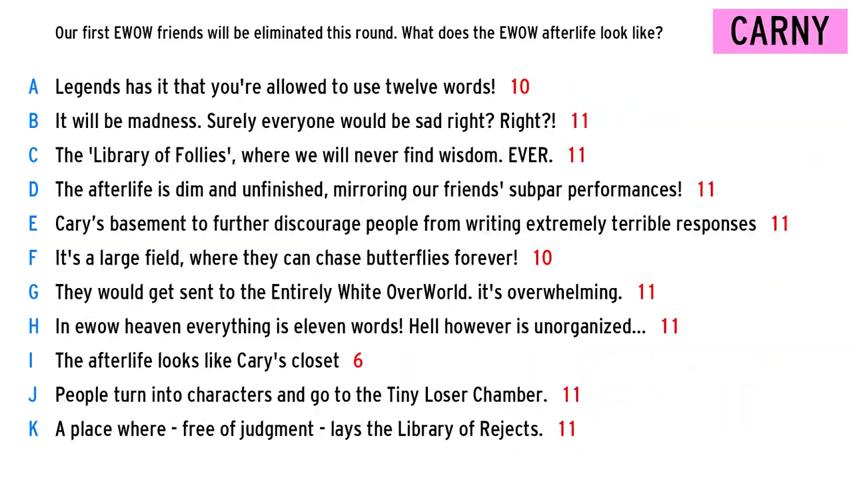 Our first EWOW friends will be eliminated this round. What does the EWOW afterlife look like?
CARNY
A Legends has it that you're allowed to use twelve words! 10
B It will be madness. Surely everyone would be sad right? Right?! 11
C The 'Library of Follies', where we will never find wisdom. EVER. 11
D The afterlife is dim and unfinished, mirroring our friends' subpar performances! 11
E Cary’s basement to further discourage people from writing extremely terrible responses 11
F It's a large field, where they can chase butterflies forever! 10
G They would get sent to the Entirely White OverWorld. it's overwhelming. 11
H In ewow heaven everything is eleven words! Hell however is unorganized... 11
I The afterlife looks like Cary's closet 6
J People turn into characters and go to the Tiny Loser Chamber. 11
K A place where - free of judgment - lays the Library of Rejects. 11